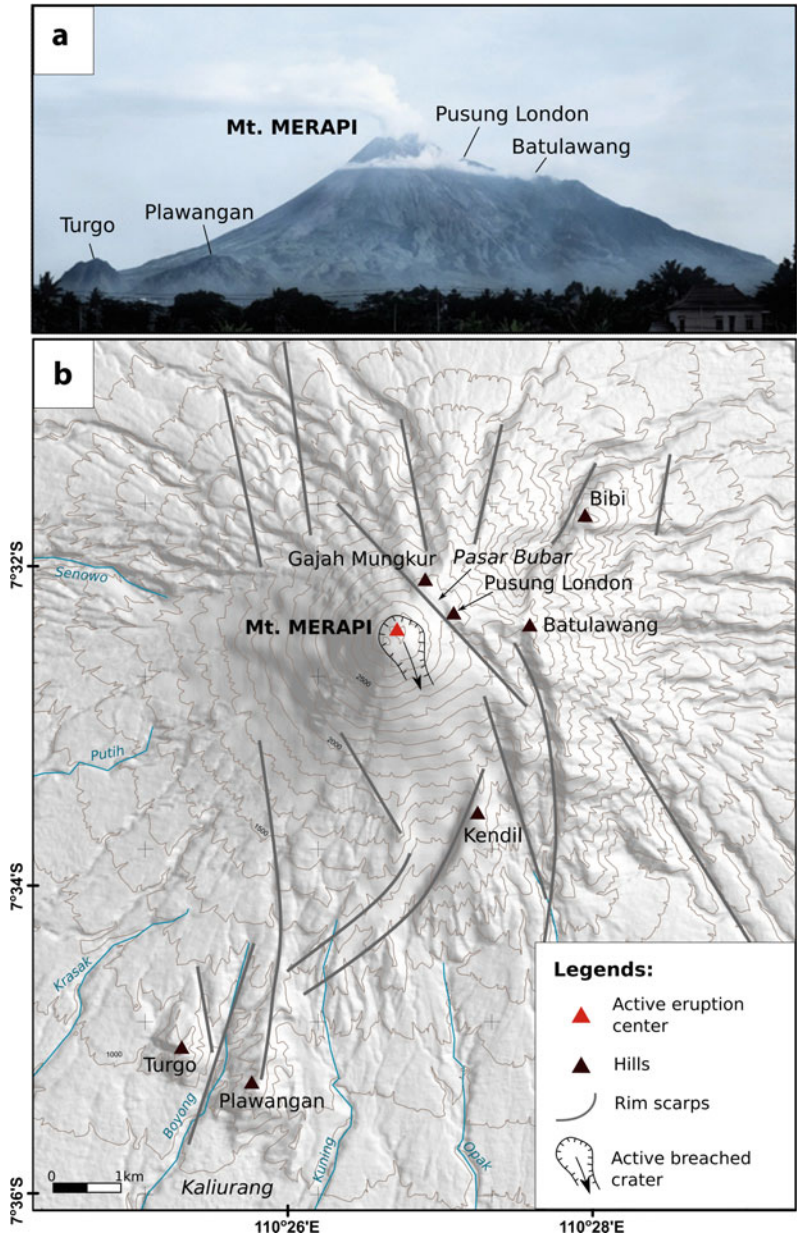 a
Mt. MERAPI
Pusung London
Batulawang
Plawangan
Turgo
b
Bibi
7°32'S
Gajah Mungkur
Pasar Bubar
Senowo
Pusung London
Mt. MERAPI
Batulawang
2500
Putih
2000
1500
Kendil
7°34'S
Krasak
1000
Turgo
Plawangan
Boyong
Kuning
Opak
Kaliurang
0
1km
7°36'S
110°26'E
110°28'E
Legends:
Active eruption
center
Hills
Rim scarps
Active breached
crater